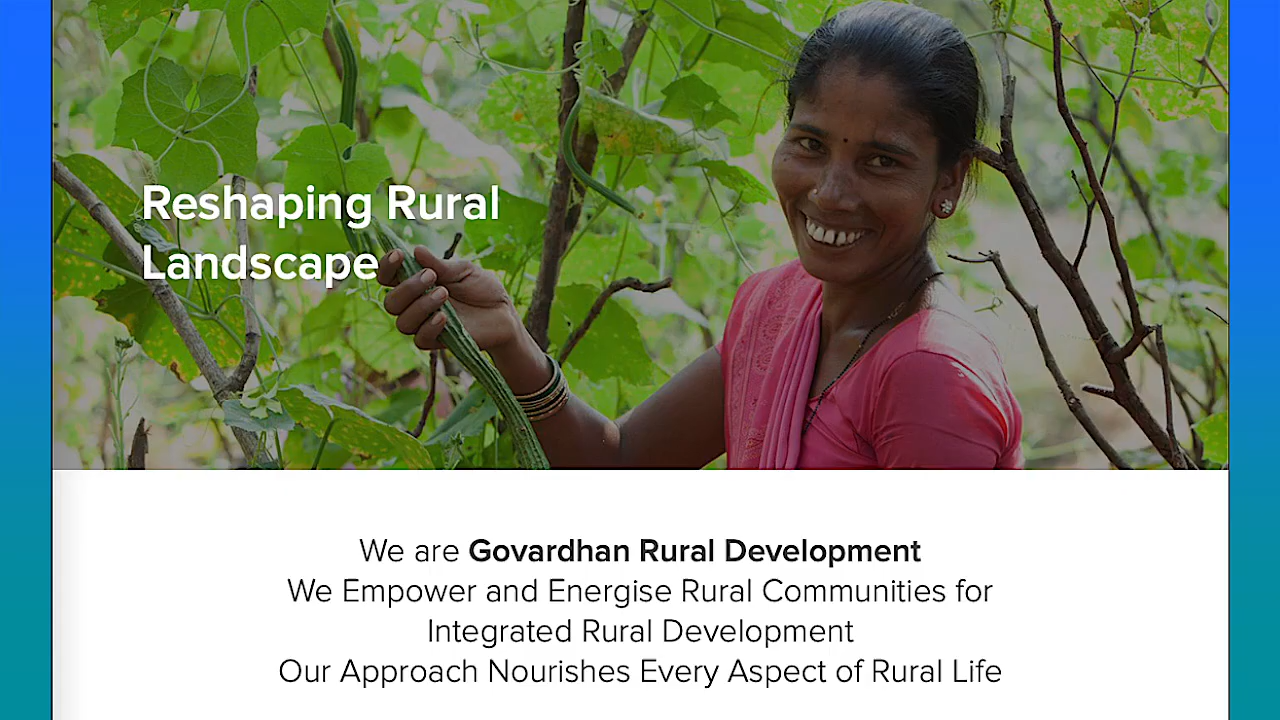 Reshaping Rural
Landscape
We are Govardhan Rural Development
We Empower and Energise Rural Communities for
Integrated Rural Development
Our Approach Nourishes Every Aspect of Rural Life